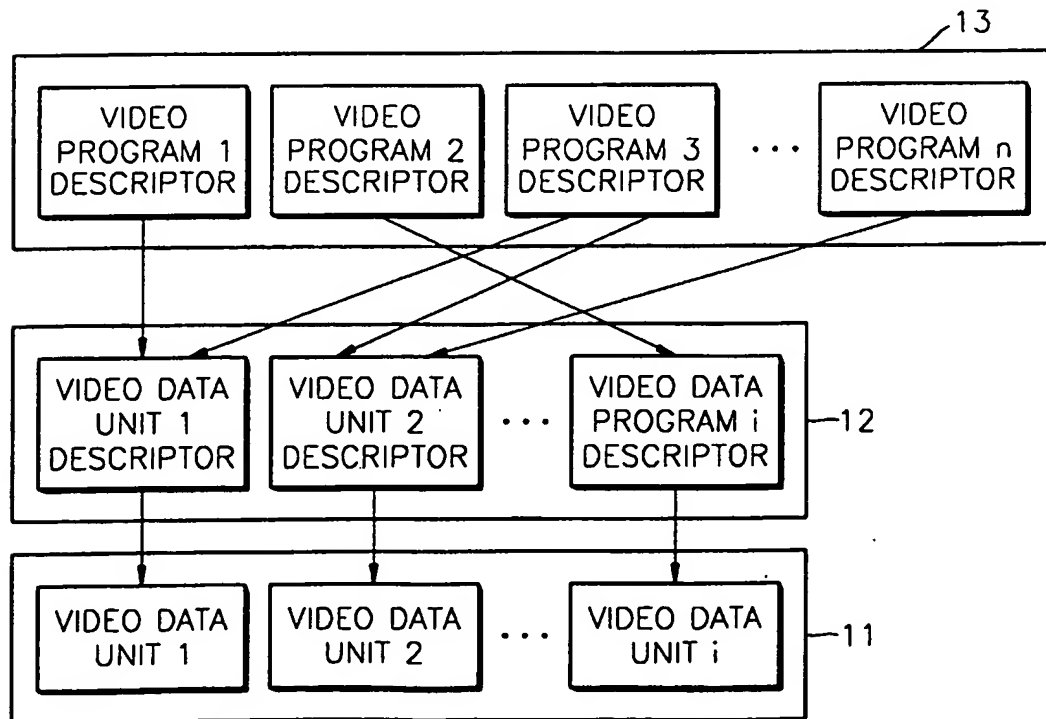 13
VIDEO
PROGRAM 1
DESCRIPTOR
VIDEO
PROGRAM 2
DESCRIPTOR
VIDEO
PROGRAM 3
DESCRIPTOR
...
VIDEO
PROGRAM n
DESCRIPTOR
VIDEO DATA
UNIT 1
DESCRIPTOR
VIDEO DATA
UNIT 2
DESCRIPTOR
...
VIDEO DATA
PROGRAM i
DESCRIPTOR
12
VIDEO DATA
UNIT 1
VIDEO DATA
UNIT 2
...
VIDEO DATA
UNIT i
11